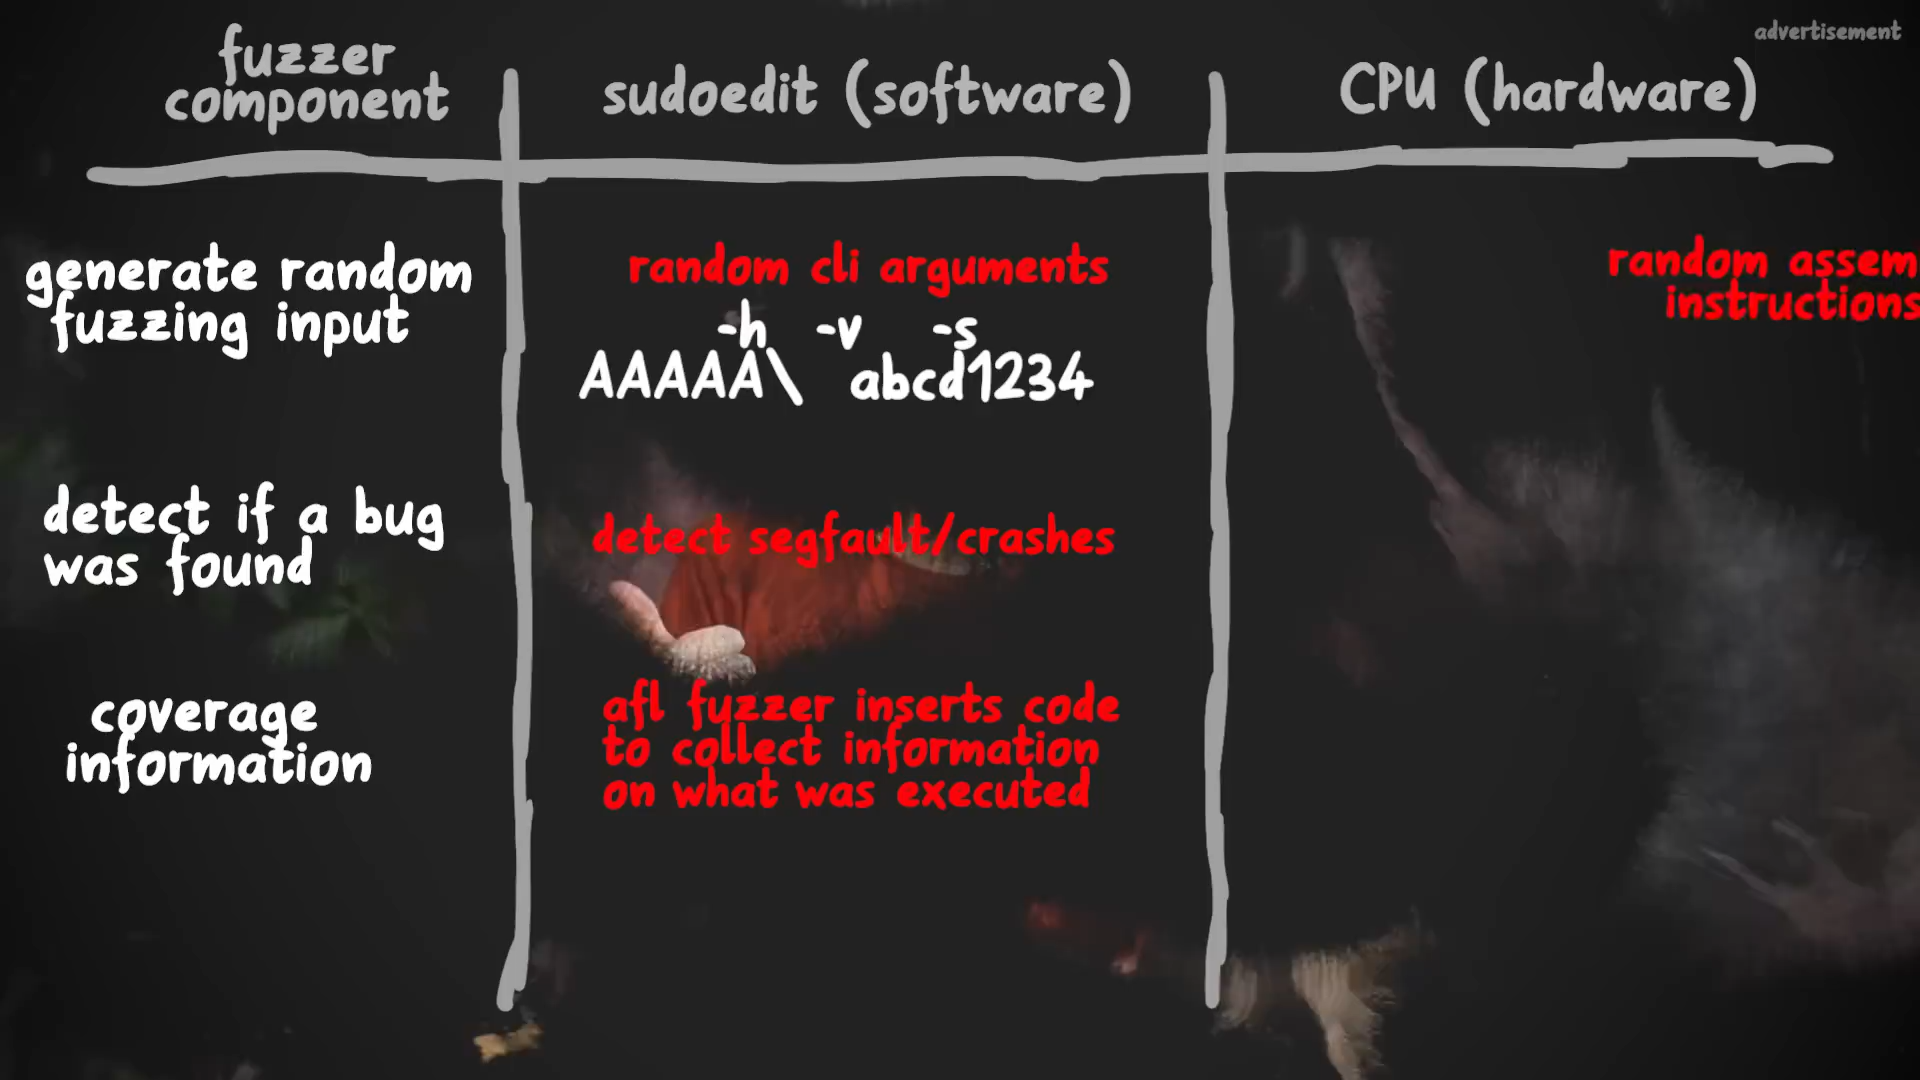 advertisement
fuzzer
component
sudoedit (software)
CPU (hardware)
generate random
fuzzing input
random cli arguments
-h -v -s
AAAAA\ abcd1234
random assem
instructions
detect if a bug
was found
detect segfault/crashes
coverage
information
afl fuzzer inserts code
to collect information
on what was executed